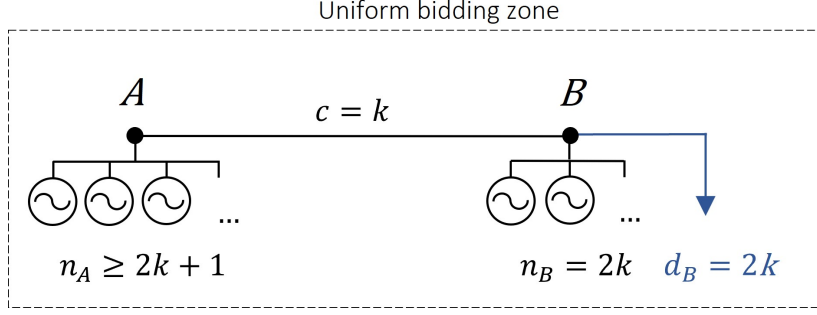 Uniform bidding zone
A B
c = k
... ...
n_A ≥ 2k + 1 n_B = 2k d_B = 2k